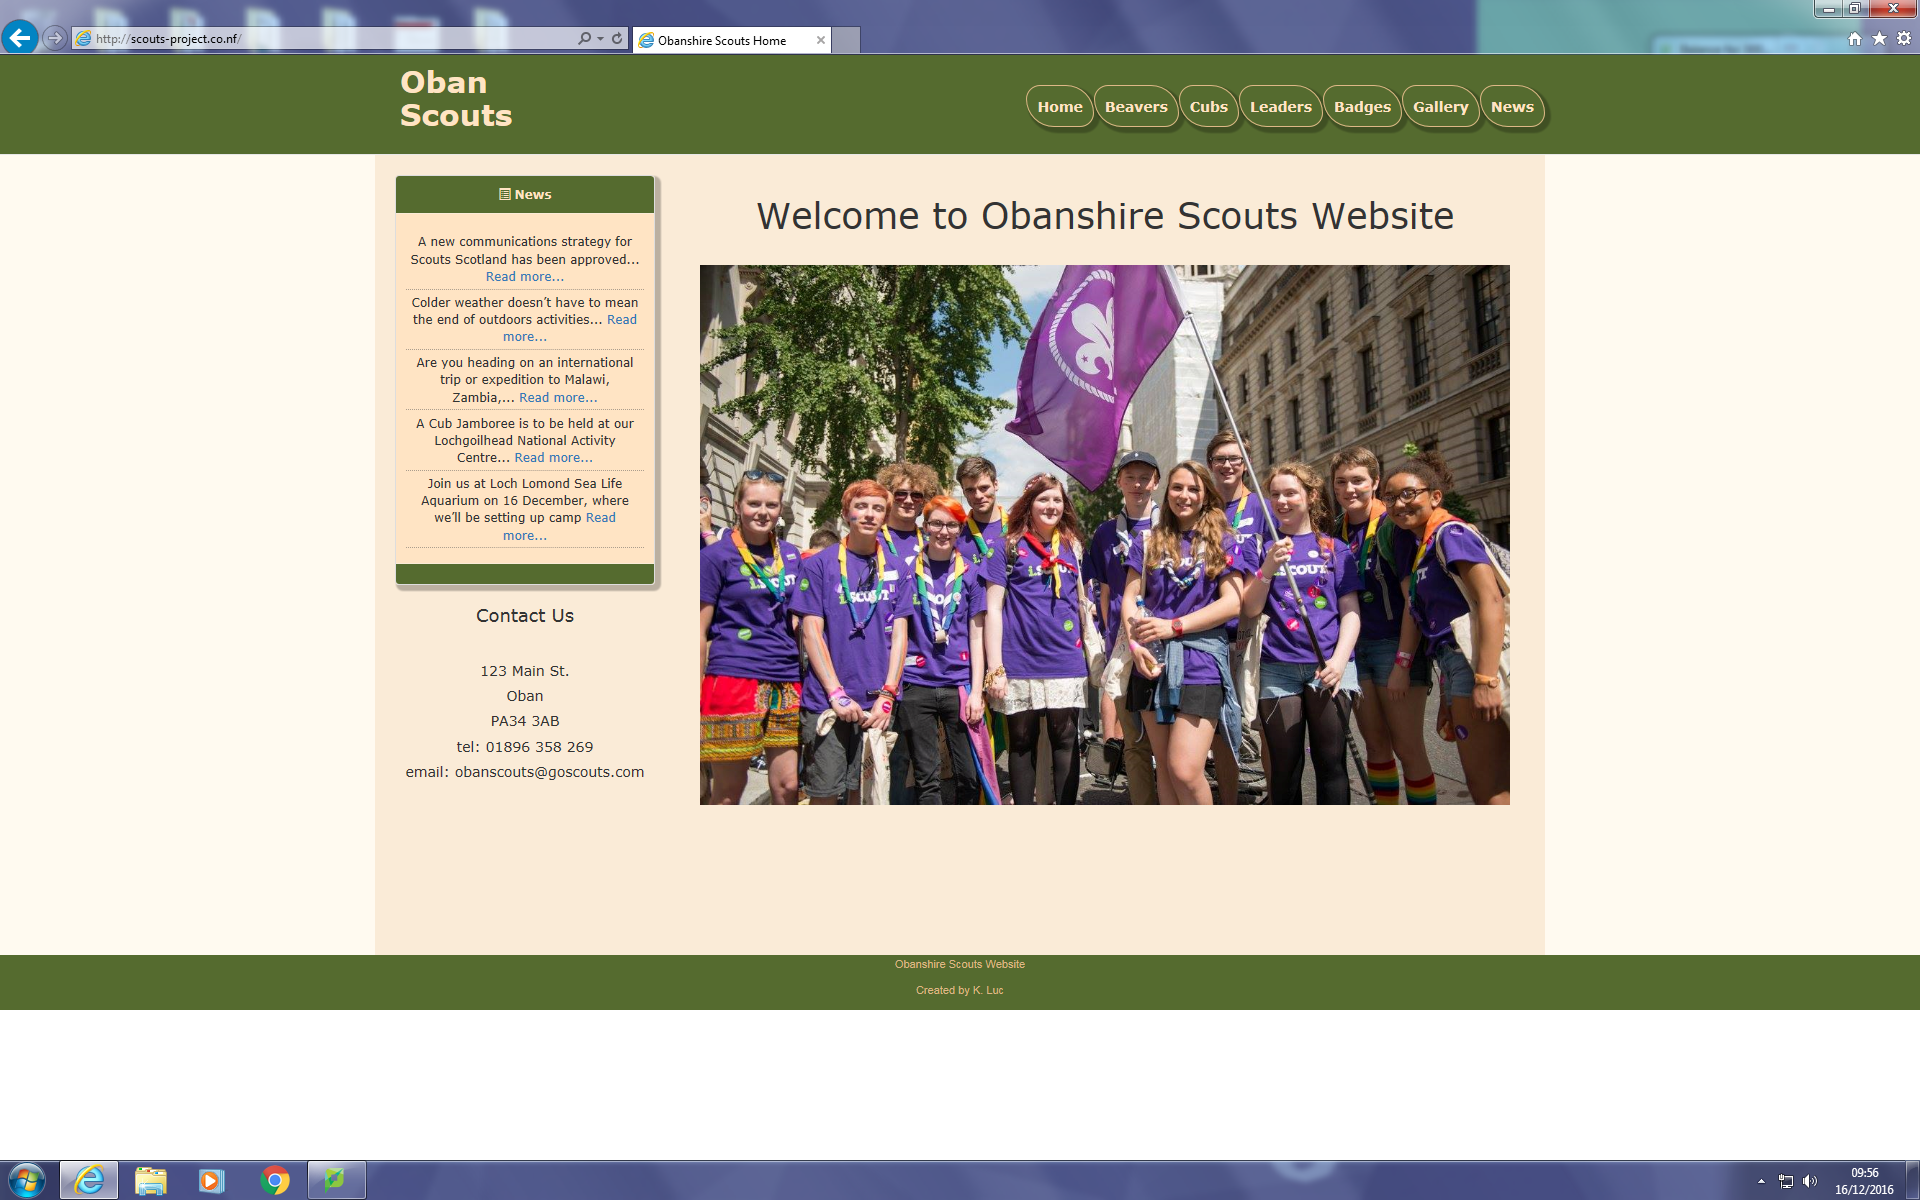 http://scouts-project.co.nf/
Obanshire Scouts Home
Oban
Scouts
Home
Beavers
Cubs
Leaders
Badges
Gallery
News
News
A new communications strategy for
Scouts Scotland has been approved...
Read more...
Colder weather doesn't have to mean
the end of outdoors activities... Read
more...
Are you heading on an international
trip or expedition to Malawi,
Zambia,... Read more...
A Cub Jamboree is to be held at our
Lochgoilhead National Activity
Centre... Read more...
Join us at Loch Lomond Sea Life
Aquarium on 16 December, where
we'll be setting up camp Read
more...
Contact Us
123 Main St.
Oban
PA34 3AB
tel: 01896 358 269
email: obanscouts@goscouts.com
Welcome to Obanshire Scouts Website
i.SCOUT
Obanshire Scouts Website
Created by K. Luc
09:56
16/12/2016